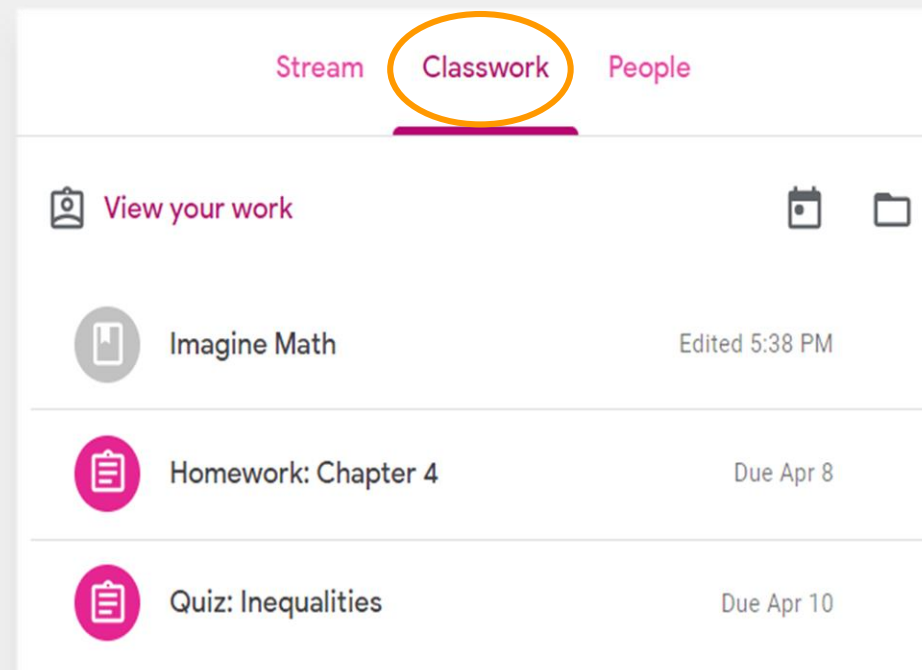 Stream Classwork People
View your work
Imagine Math Edited 5:38 PM
Homework: Chapter 4 Due Apr 8
Quiz: Inequalities Due Apr 10